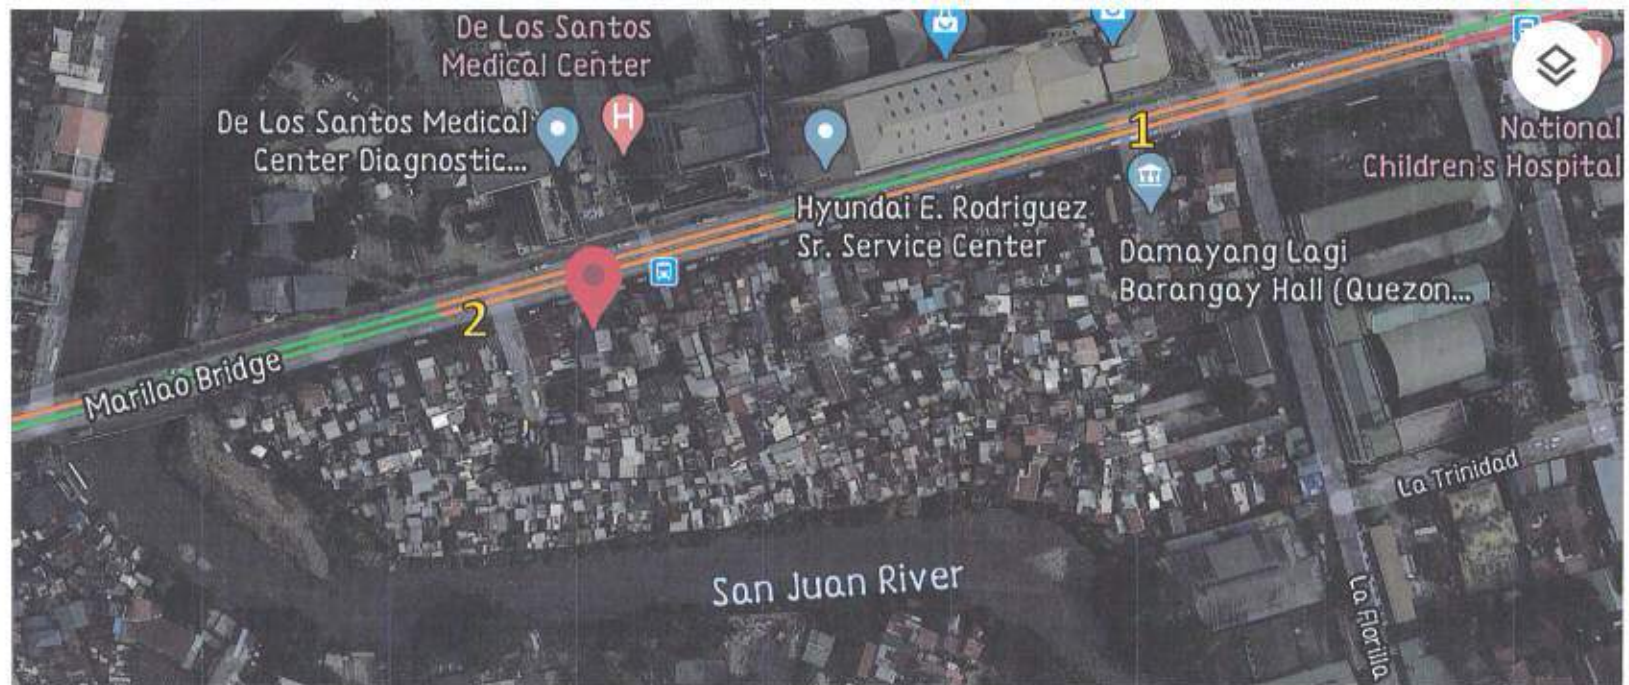 De Los Santos
Medical Center
De Los Santos Medical
Center Diagnostic...
H
1
National
Children's Hospital
Hyundai E. Rodriguez
Sr. Service Center
Damayang Lagi
Barangay Hall (Quezon...
2
Marilao Bridge
La Trinidad
San Juan River
La Florilla